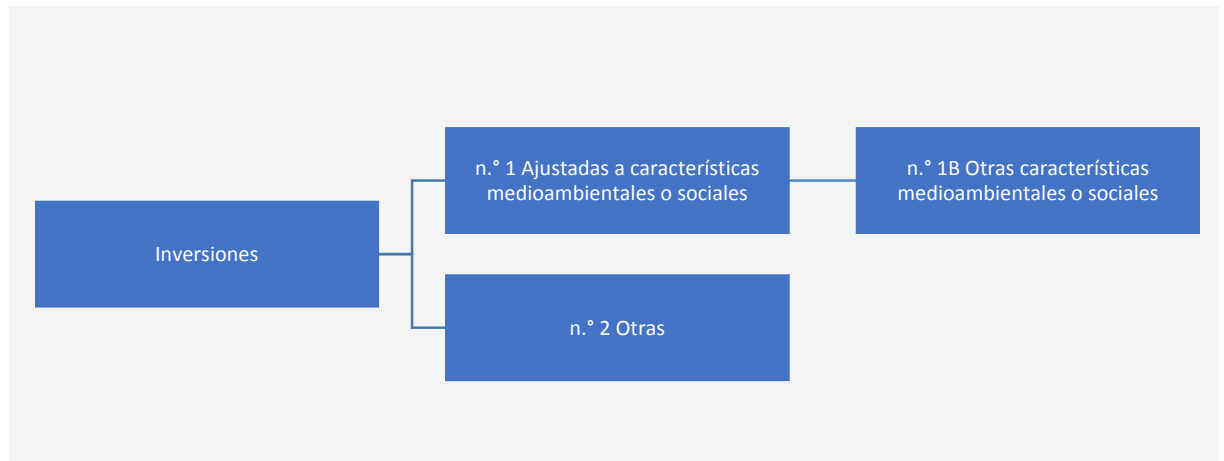 Inversiones
n.° 1 Ajustadas a características
medioambientales o sociales
n.° 1B Otras características
medioambientales o sociales
n.° 2 Otras